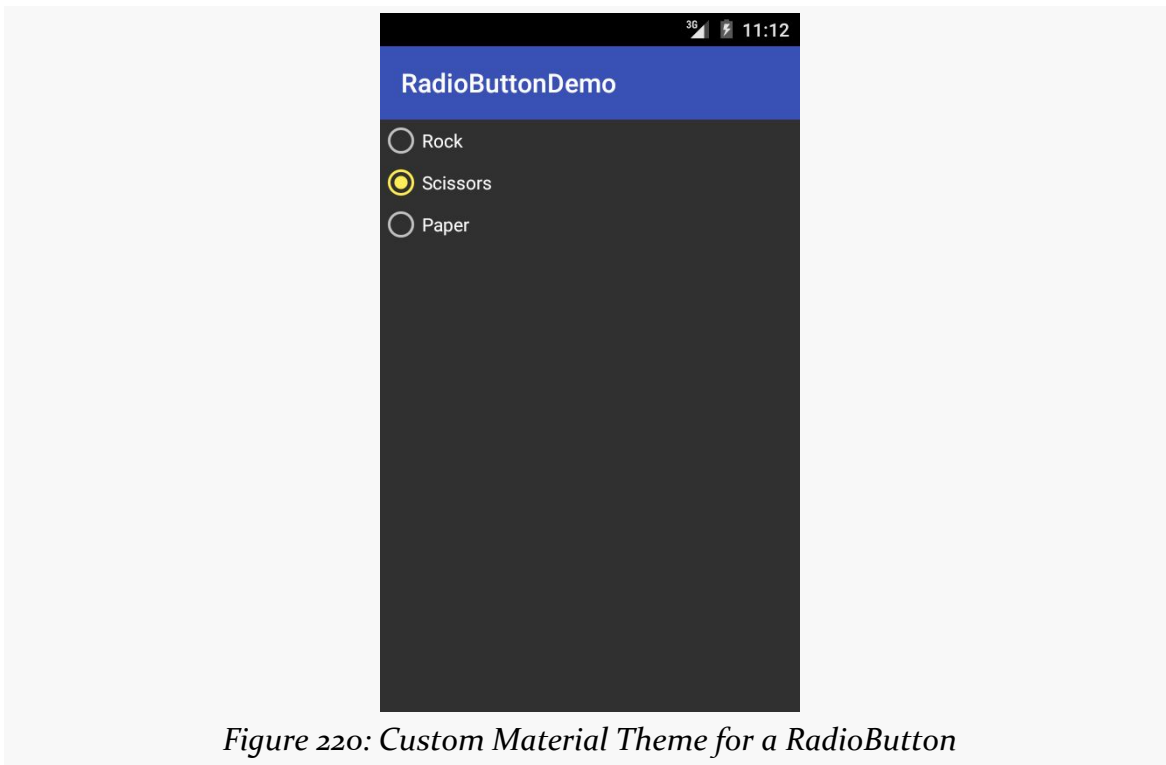 3G 11:12
RadioButtonDemo
Rock
Scissors
Paper
Figure 220: Custom Material Theme for a RadioButton